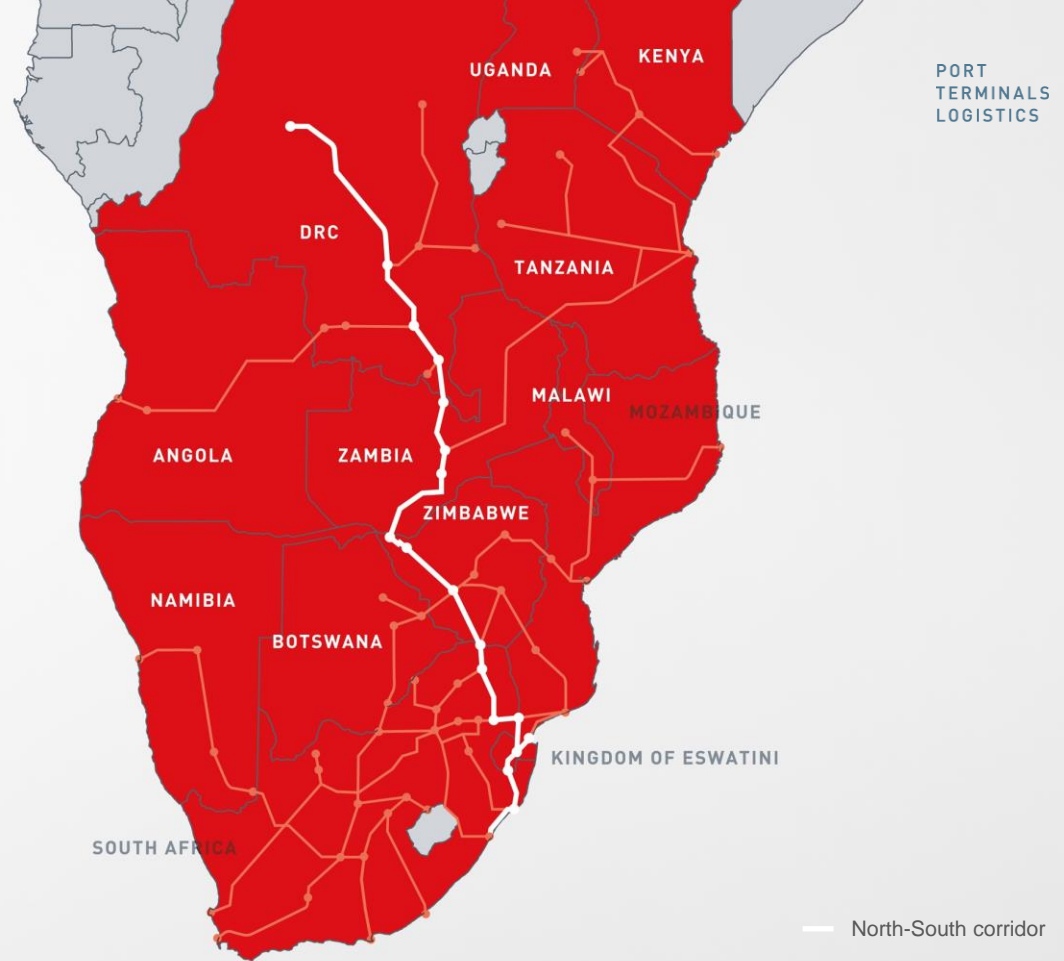 UGANDA
KENYA
PORT
TERMINALS
LOGISTICS
DRC
TANZANIA
MALAWI
MOZAMBIQUE
ANGOLA
ZAMBIA
ZIMBABWE
NAMIBIA
BOTSWANA
KINGDOM OF ESWATINI
SOUTH AFRICA
North-South corridor